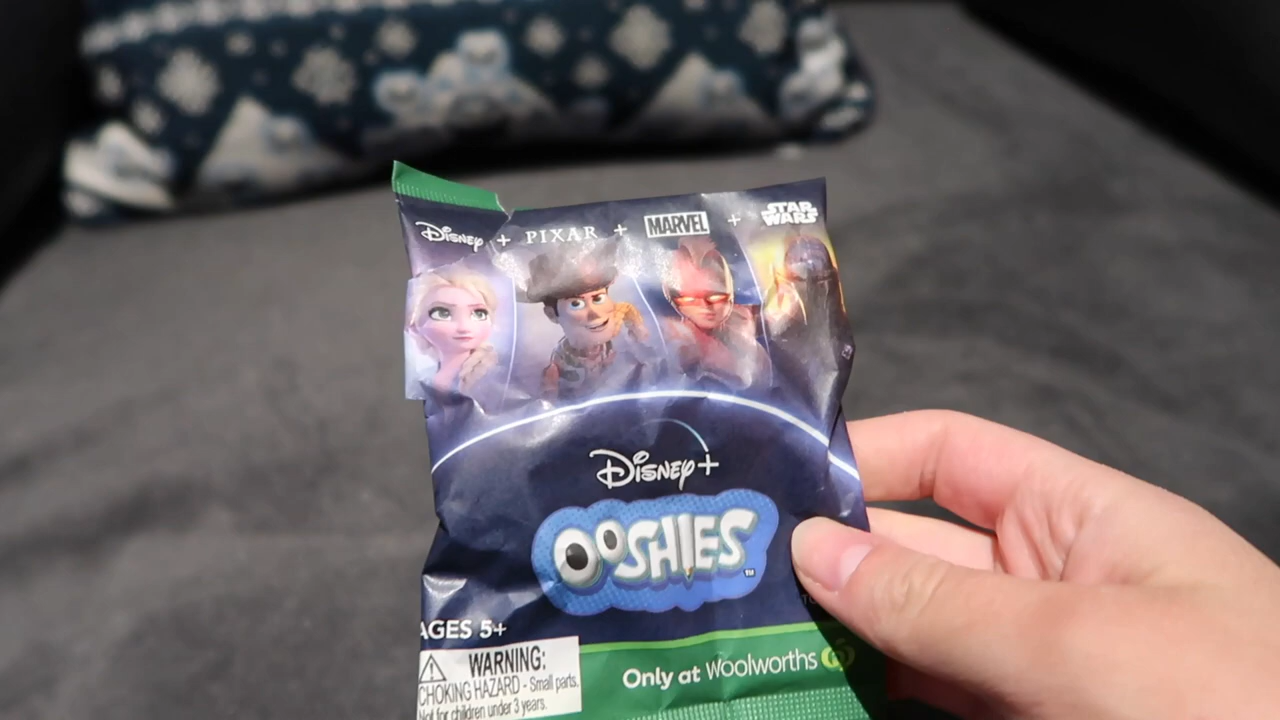 Disney + PIXAR + MARVEL + STAR WARS
Disney+
OOSHIES™
AGES 5+
WARNING:
CHOKING HAZARD - Small parts.
Not for children under 3 years.
Only at Woolworths